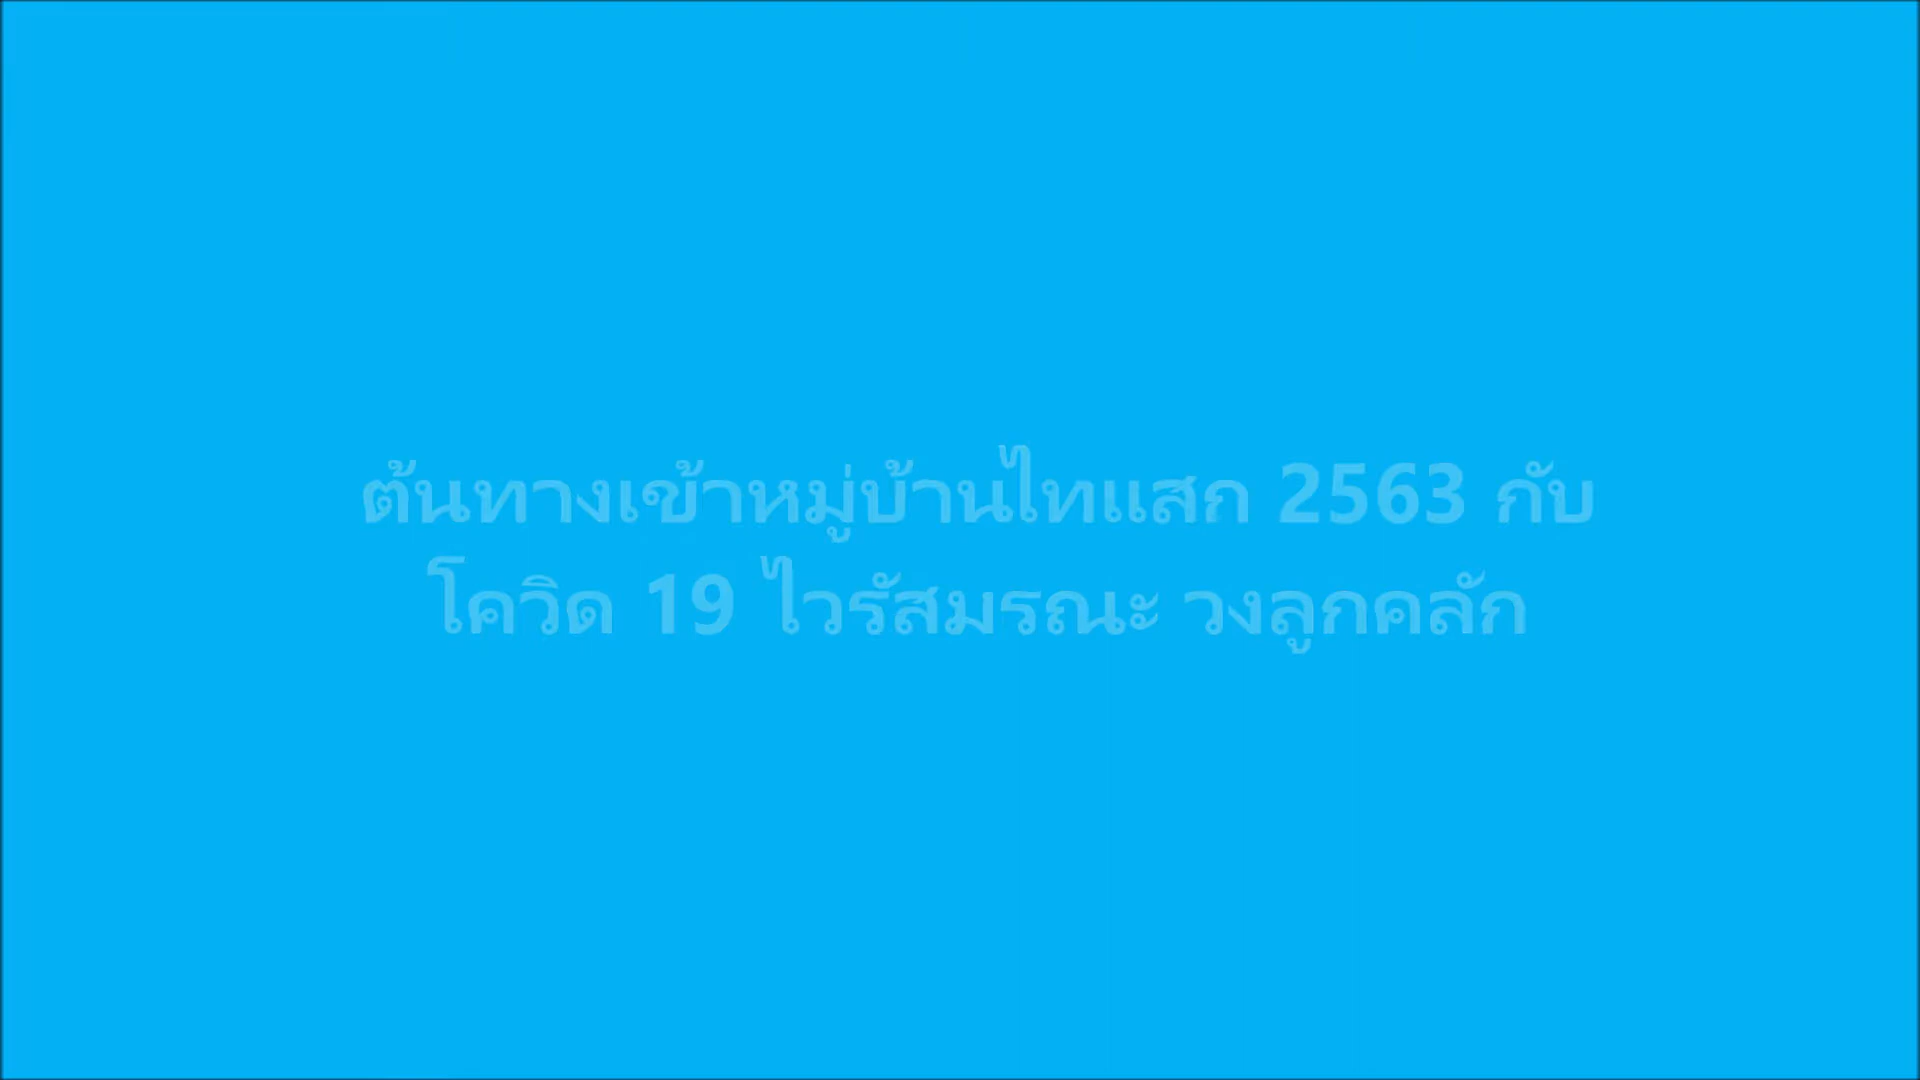 ต้นทางเข้าหมู่บ้านไทแสก 2563 กับ
โควิด 19 ไวรัสมรณะ วงลูกคลัก